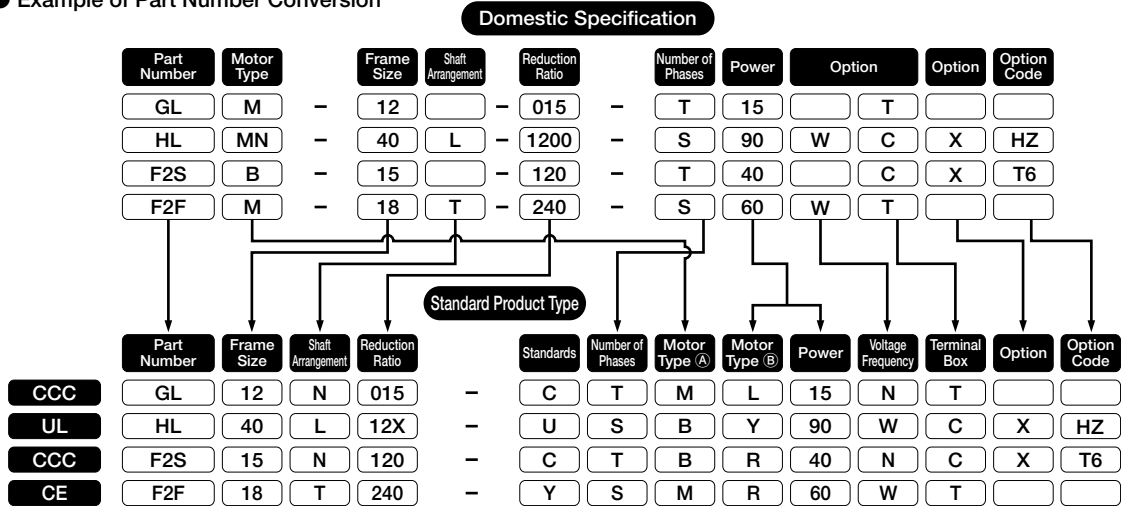 ● Example of Part Number Conversion
Domestic Specification
Part Number Motor Type Frame Size Shaft Arrangement Reduction Ratio Number of Phases Power Option Option Option Code
GL M – 12 – 015 – T 15 T
HL MN – 40 L – 1200 – S 90 W C X HZ
F2S B – 15 – 120 – T 40 C X T6
F2F M – 18 T – 240 – S 60 W T
Standard Product Type
Part Number Frame Size Shaft Arrangement Reduction Ratio Standards Number of Phases Motor Type Ⓐ Motor Type Ⓑ Power Voltage Frequency Terminal Box Option Option Code
CCC GL 12 N 015 – C T M L 15 N T
UL HL 40 L 12X – U S B Y 90 W C X HZ
CCC F2S 15 N 120 – C T B R 40 N C X T6
CE F2F 18 T 240 – Y S M R 60 W T